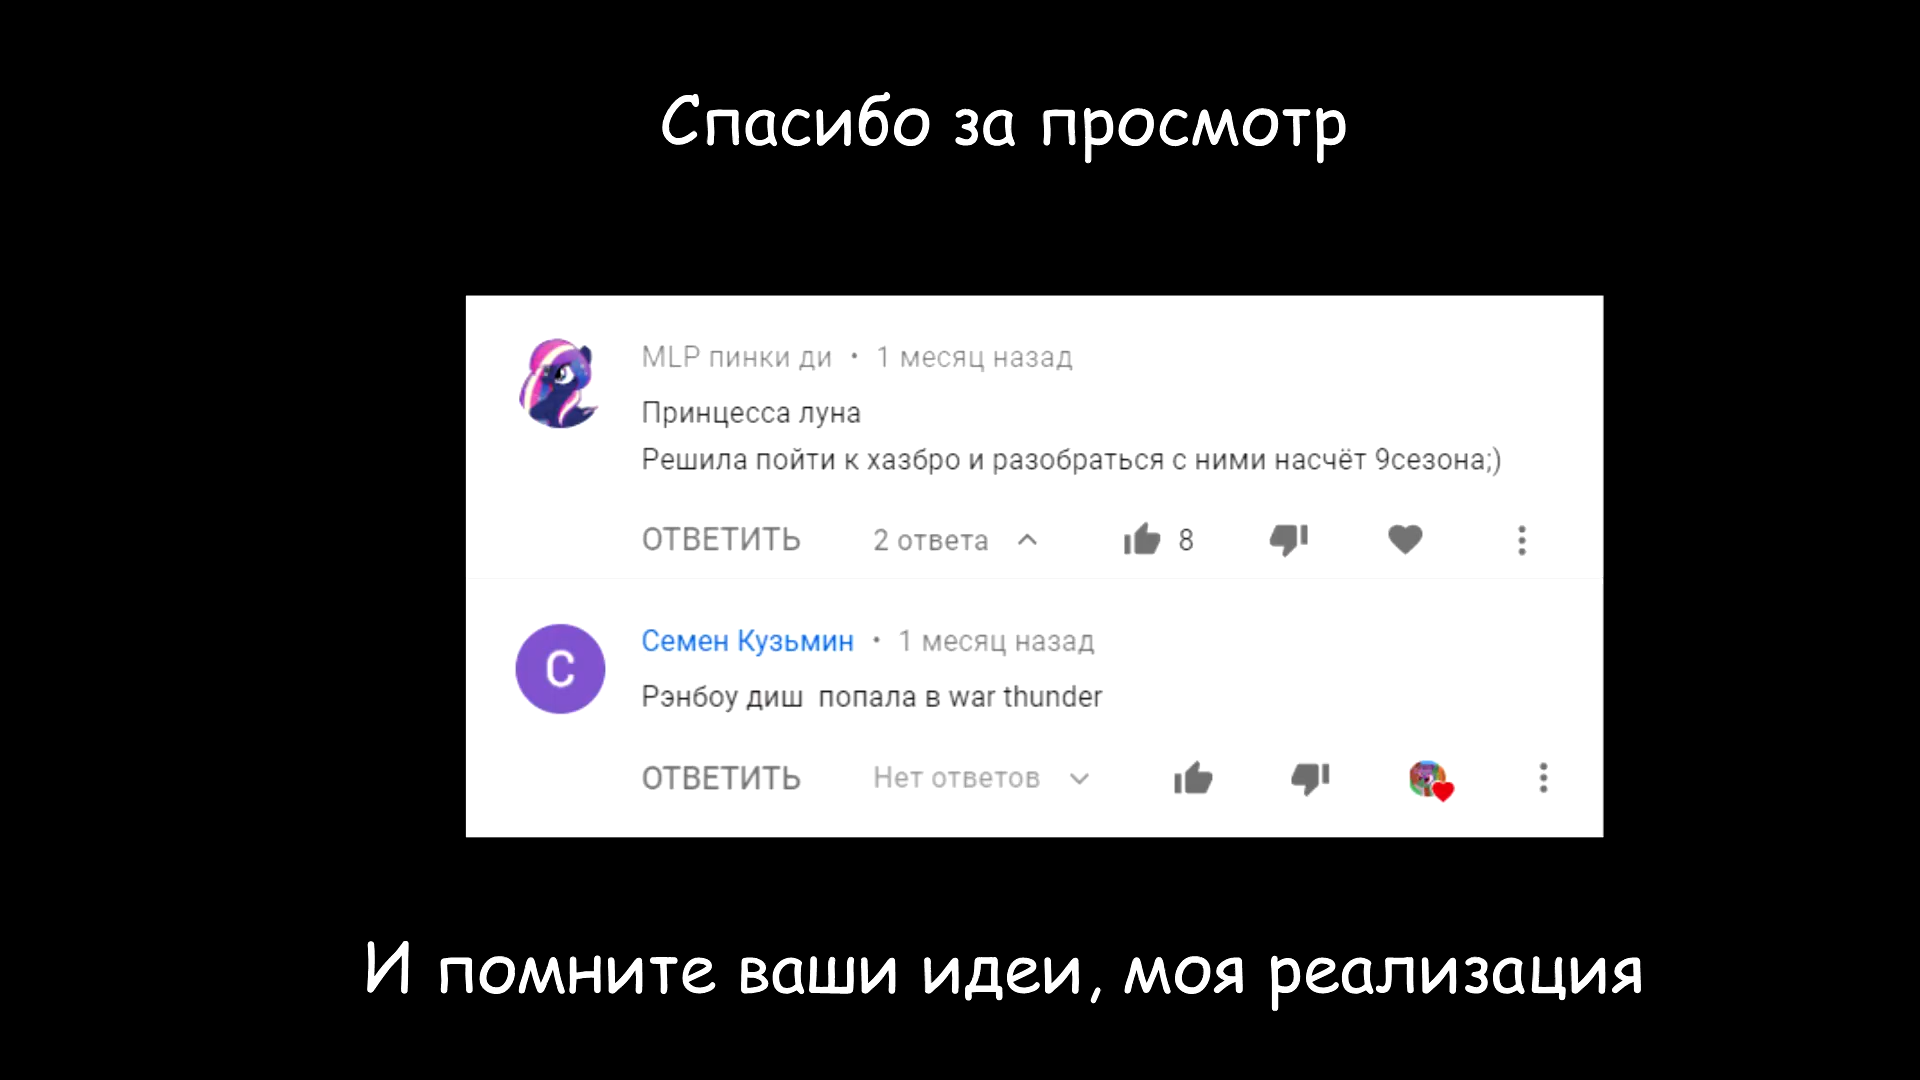 Спасибо за просмотр
MLP пинки ди • 1 месяц назад
Принцесса луна
Решила пойти к хазбро и разобраться с ними насчёт 9сезона;)
ОТВЕТИТЬ 2 ответа 8
С
Семен Кузьмин • 1 месяц назад
Рэнбоу диш попала в war thunder
ОТВЕТИТЬ Нет ответов
И помните ваши идеи, моя реализация